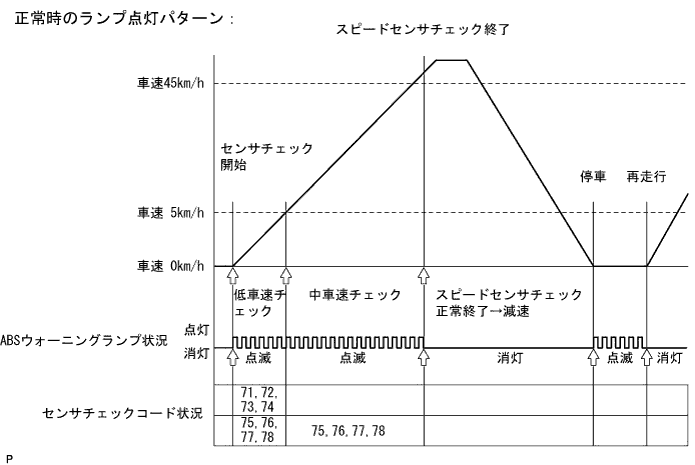 正常時のランプ点灯パターン：
スピードセンサチェック終了
車速45km/h
センサチェック
開始
停車
再走行
車速 5km/h
車速 0km/h
低車速チ
ェック
中車速チェック
スピードセンサチェック
正常終了→減速
ABSウォーニングランプ状況
点灯
消灯
点滅
点滅
消灯
点滅
消灯
センサチェックコード状況
71, 72,
73, 74
75, 76,
77, 78
75, 76, 77, 78
P